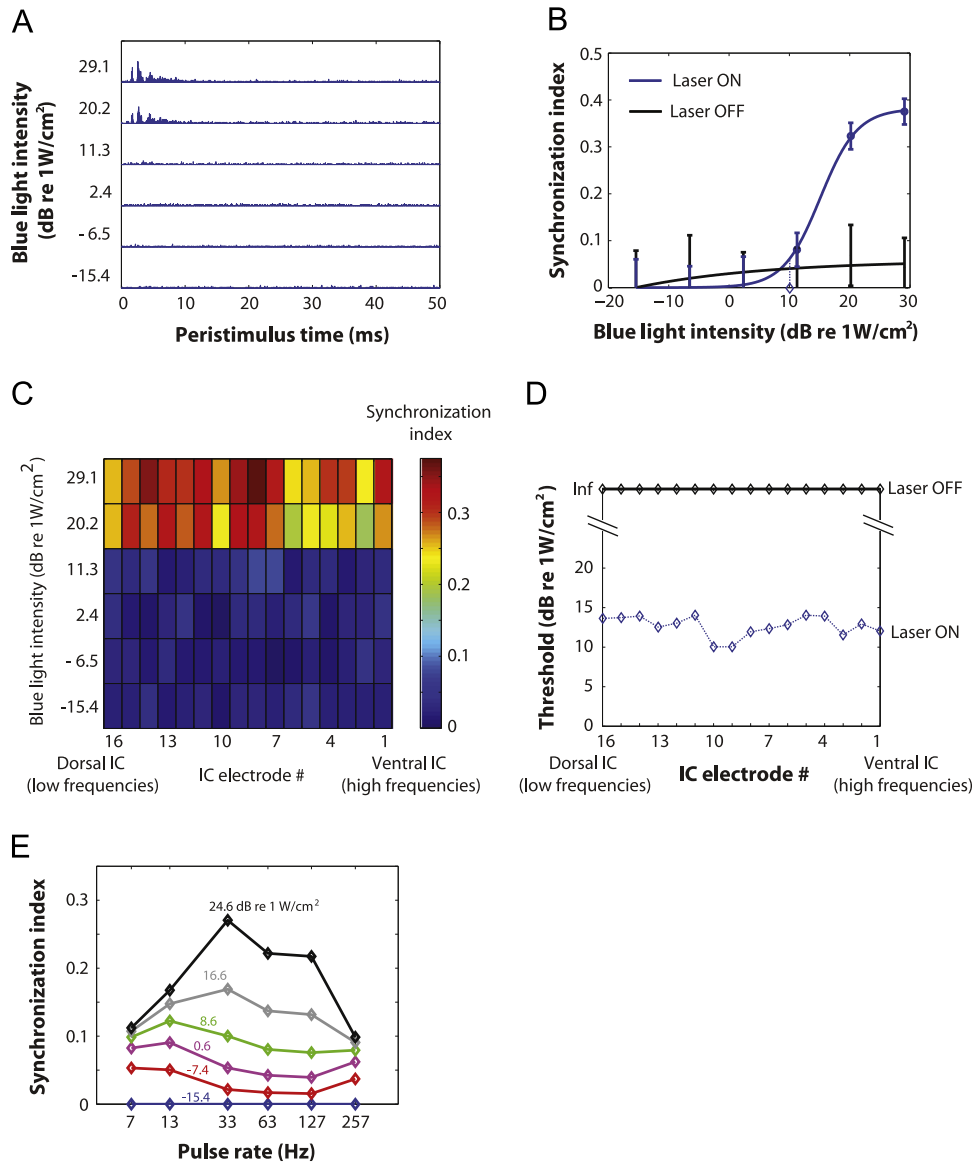 A
Blue light intensity
(dB re 1W/cm²)
29.1
20.2
11.3
2.4
- 6.5
-15.4
0 10 20 30 40 50
Peristimulus time (ms)
B
Synchronization index
0.5
0.4
0.3
0.2
0.1
0
Laser ON
Laser OFF
−20 −10 0 10 20 30
Blue light intensity (dB re 1W/cm²)
C
Synchronization
index
Blue light intensity (dB re 1W/cm²)
29.1
20.2
11.3
2.4
- 6.5
-15.4
0.3
0.2
0.1
0
16 13 10 7 4 1
Dorsal IC
(low frequencies)
IC electrode #
Ventral IC
(high frequencies)
D
Threshold (dB re 1W/cm²)
Inf
20
15
10
5
0
Laser OFF
Laser ON
16 13 10 7 4 1
Dorsal IC
(low frequencies)
IC electrode #
Ventral IC
(high frequencies)
E
Synchronization index
0.3
0.2
0.1
0
24.6 dB re 1 W/cm²
16.6
8.6
0.6
-7.4
-15.4
7 13 33 63 127 257
Pulse rate (Hz)